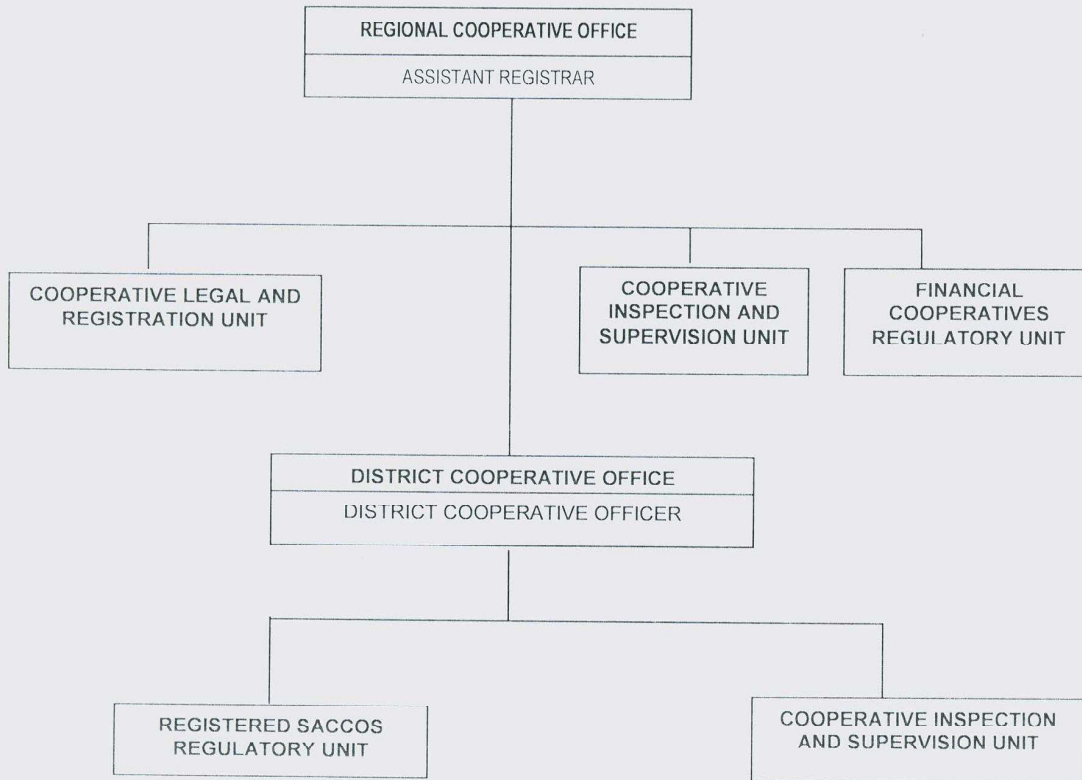 REGIONAL COOPERATIVE OFFICE
ASSISTANT REGISTRAR
COOPERATIVE LEGAL AND
REGISTRATION UNIT
COOPERATIVE
INSPECTION AND
SUPERVISION UNIT
FINANCIAL
COOPERATIVES
REGULATORY UNIT
DISTRICT COOPERATIVE OFFICE
DISTRICT COOPERATIVE OFFICER
REGISTERED SACCOS
REGULATORY UNIT
COOPERATIVE INSPECTION
AND SUPERVISION UNIT